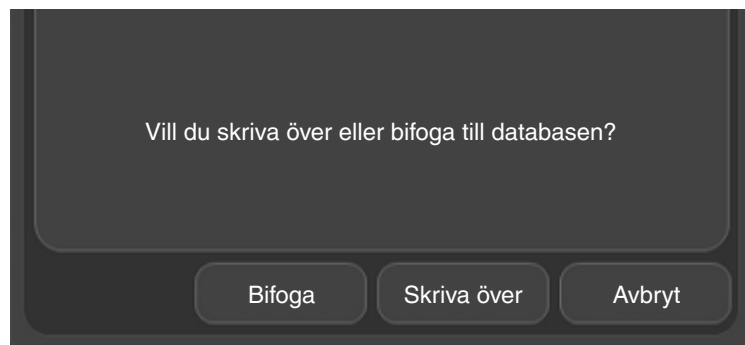 Vill du skriva över eller bifoga till databasen?
Bifoga Skriva över Avbryt